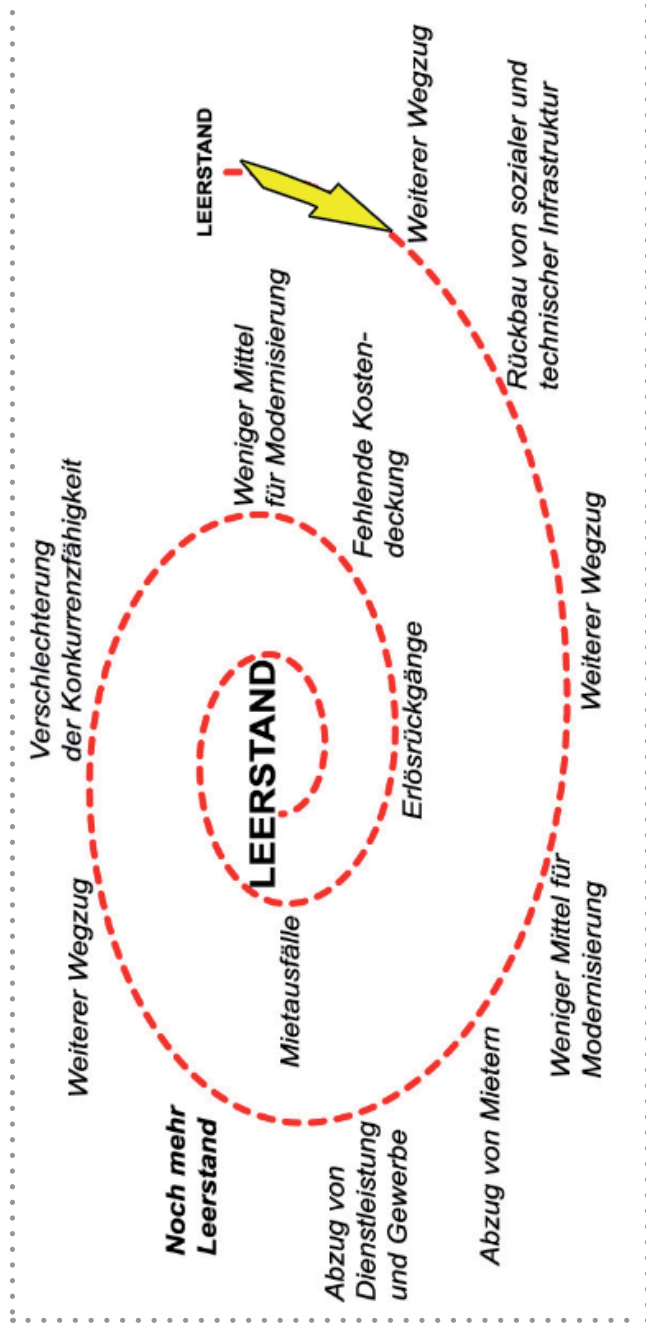 LEERSTAND
Mietausfälle
Erlösrückgänge
Fehlende Kosten-
deckung
Weniger Mittel
für Modernisierung
Verschlechterung
der Konkurrenzfähigkeit
Weiterer Wegzug
Noch mehr
Leerstand
Abzug von
Dienstleistung
und Gewerbe
Abzug von Mietern
Weniger Mittel für
Modernisierung
Weiterer Wegzug
Rückbau von sozialer und
technischer Infrastruktur
Weiterer Wegzug
LEERSTAND